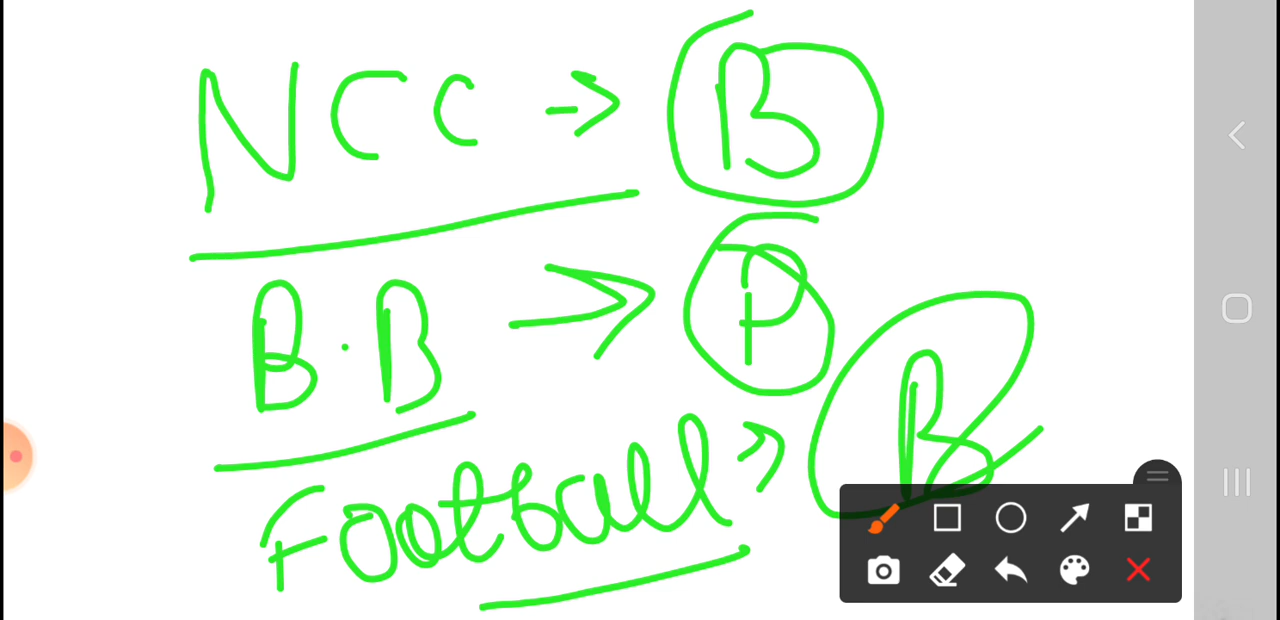 NCC → B
B.B → P
Football → B